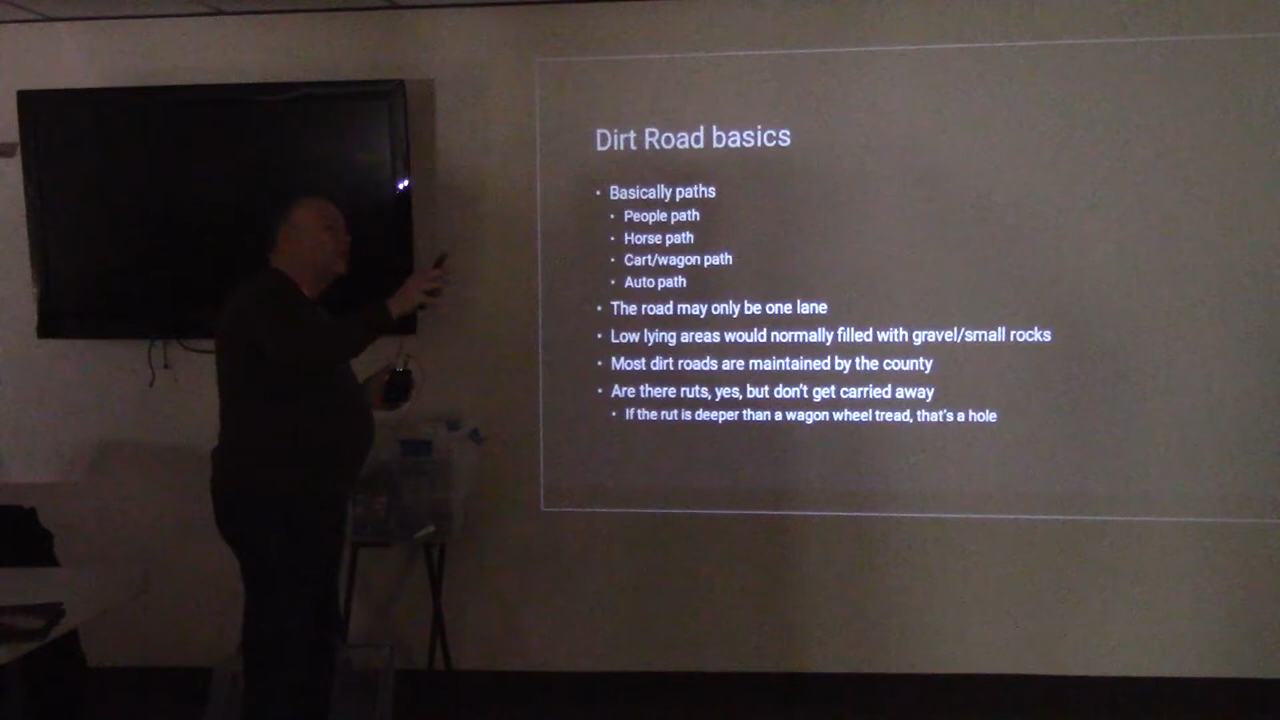 Dirt Road basics
• Basically paths
• People path
• Horse path
• Cart/wagon path
• Auto path
• The road may only be one lane
• Low lying areas would normally filled with gravel/small rocks
• Most dirt roads are maintained by the county
• Are there ruts, yes, but don't get carried away
• If the rut is deeper than a wagon wheel tread, that's a hole